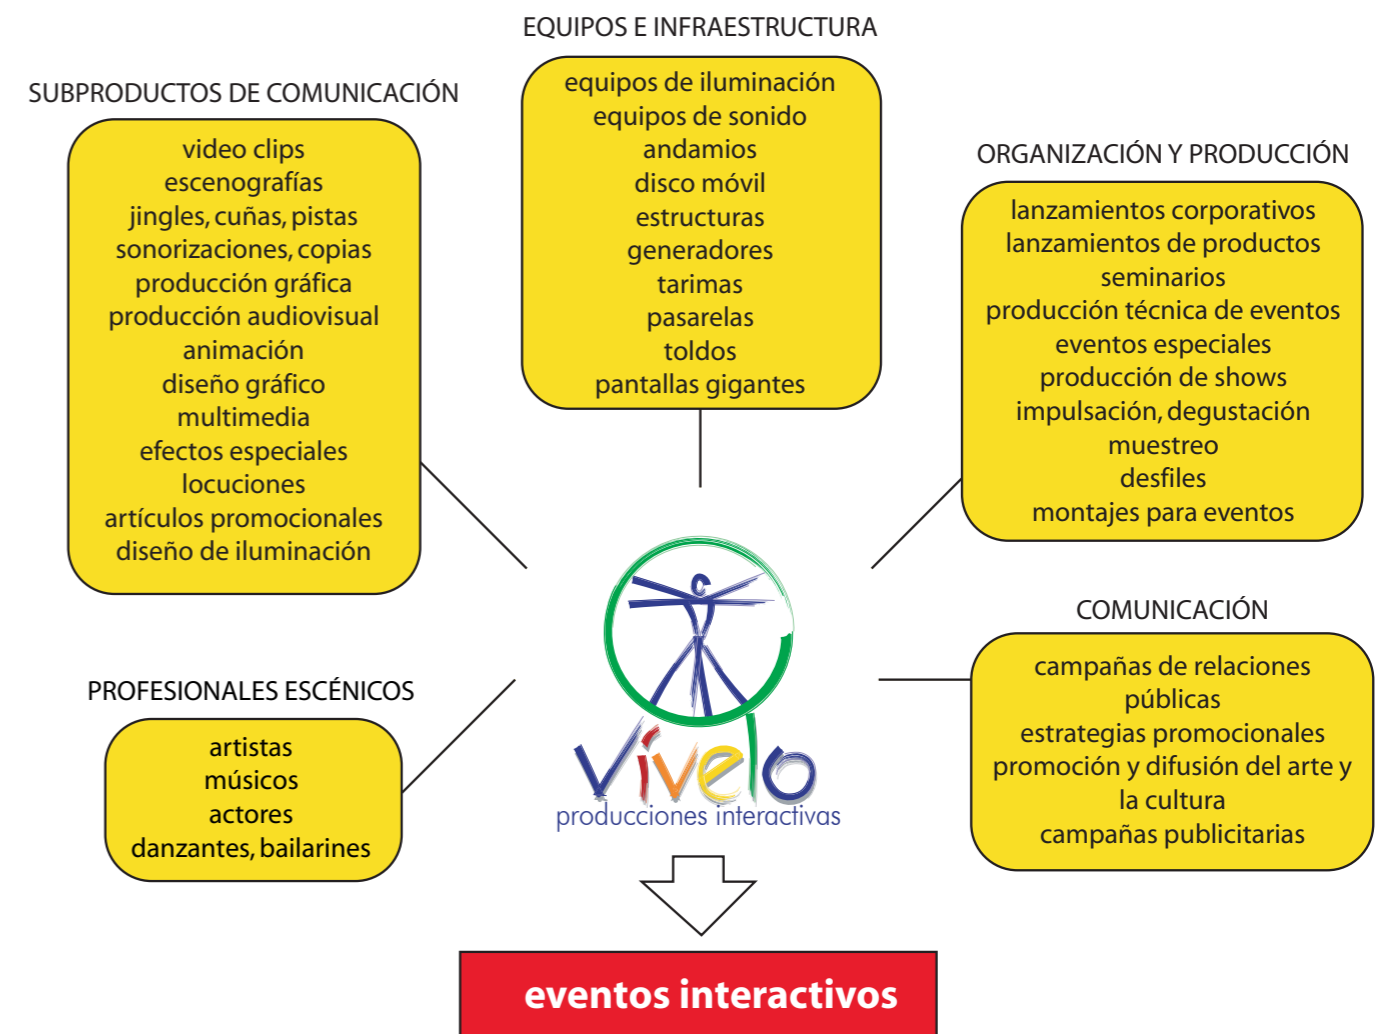 EQUIPOS E INFRAESTRUCTURA
equipos de iluminación
equipos de sonido
andamios
disco móvil
estructuras
generadores
tarimas
pasarelas
toldos
pantallas gigantes
SUBPRODUCTOS DE COMUNICACIÓN
video clips
escenografías
jingles, cuñas, pistas
sonorizaciones, copias
producción gráfica
producción audiovisual
animación
diseño gráfico
multimedia
efectos especiales
locuciones
artículos promocionales
diseño de iluminación
ORGANIZACIÓN Y PRODUCCIÓN
lanzamientos corporativos
lanzamientos de productos
seminarios
producción técnica de eventos
eventos especiales
producción de shows
impulsación, degustación
muestreo
desfiles
montajes para eventos
PROFESIONALES ESCÉNICOS
artistas
músicos
actores
danzantes, bailarines
COMUNICACIÓN
campañas de relaciones
públicas
estrategias promocionales
promoción y difusión del arte y
la cultura
campañas publicitarias
Vívelo
producciones interactivas
eventos interactivos